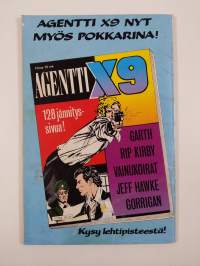 AGENTTI X9 NYT
MYÖS POKKARINA!
AGENTTI X9
128 jännitys-
sivua!
GARTH
RIP KIRBY
VAINUKOIRAT
JEFF HAWKE
CORRIGAN
Kysy lehtipisteestä!